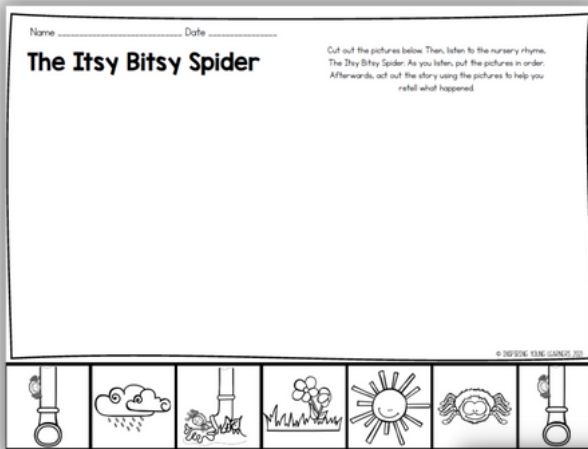 Name ____________________________ Date _______________
The Itsy Bitsy Spider
Cut out the pictures below. Then, listen to the nursery rhyme,
The Itsy Bitsy Spider. As you listen, put the pictures in order.
Afterwards, act out the story using the pictures to help you
retell what happened.
© INSPIRING YOUNG LEARNERS 2021